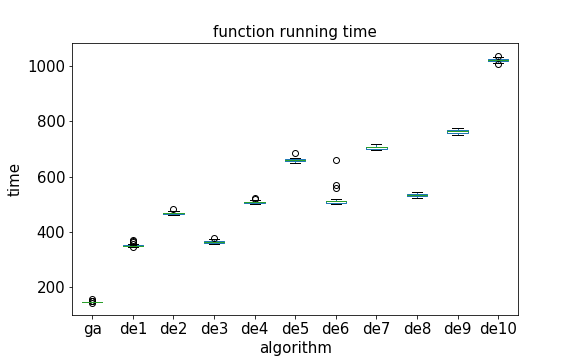 function running time
time
1000
800
600
400
200
ga de1 de2 de3 de4 de5 de6 de7 de8 de9 de10
algorithm